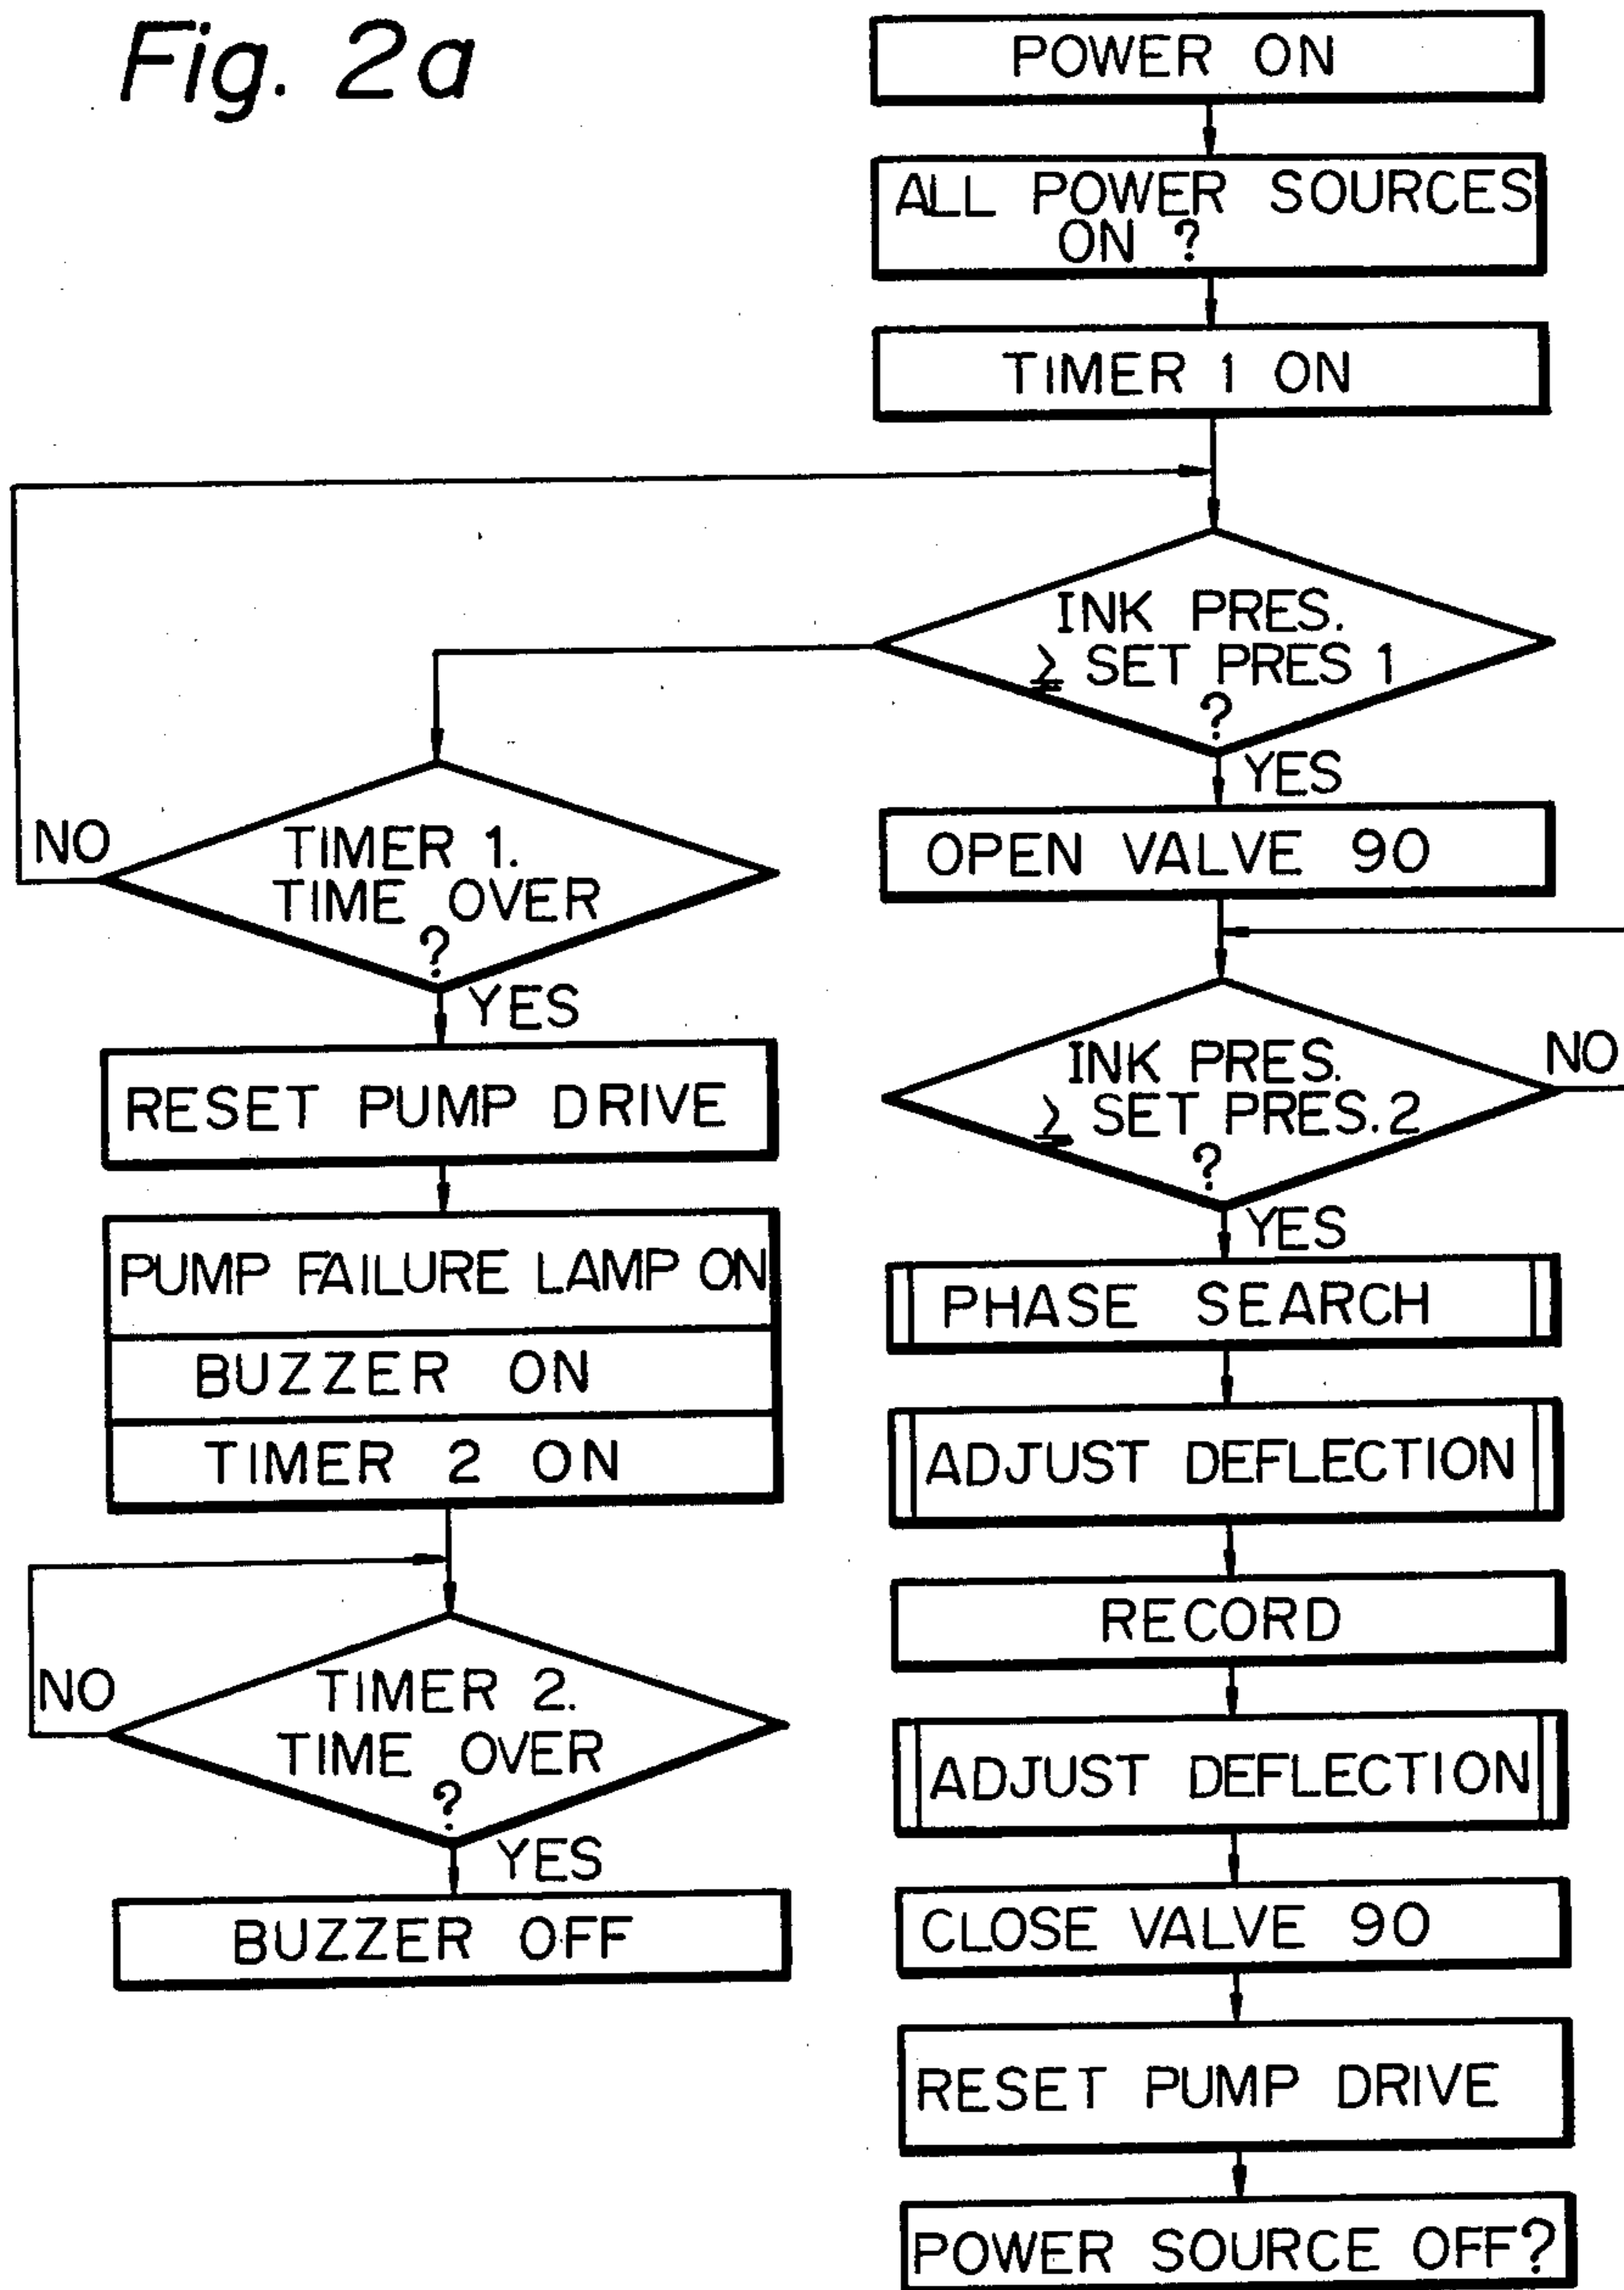 Fig. 2a
POWER ON
ALL POWER SOURCES
ON ?
TIMER 1 ON
INK PRES.
≥ SET PRES 1
?
YES
OPEN VALVE 90
INK PRES.
≥ SET PRES. 2
?
NO
YES
PHASE SEARCH
ADJUST DEFLECTION
RECORD
ADJUST DEFLECTION
CLOSE VALVE 90
RESET PUMP DRIVE
POWER SOURCE OFF?
NO
TIMER 1.
TIME OVER
?
YES
RESET PUMP DRIVE
PUMP FAILURE LAMP ON
BUZZER ON
TIMER 2 ON
NO
TIMER 2.
TIME OVER
?
YES
BUZZER OFF